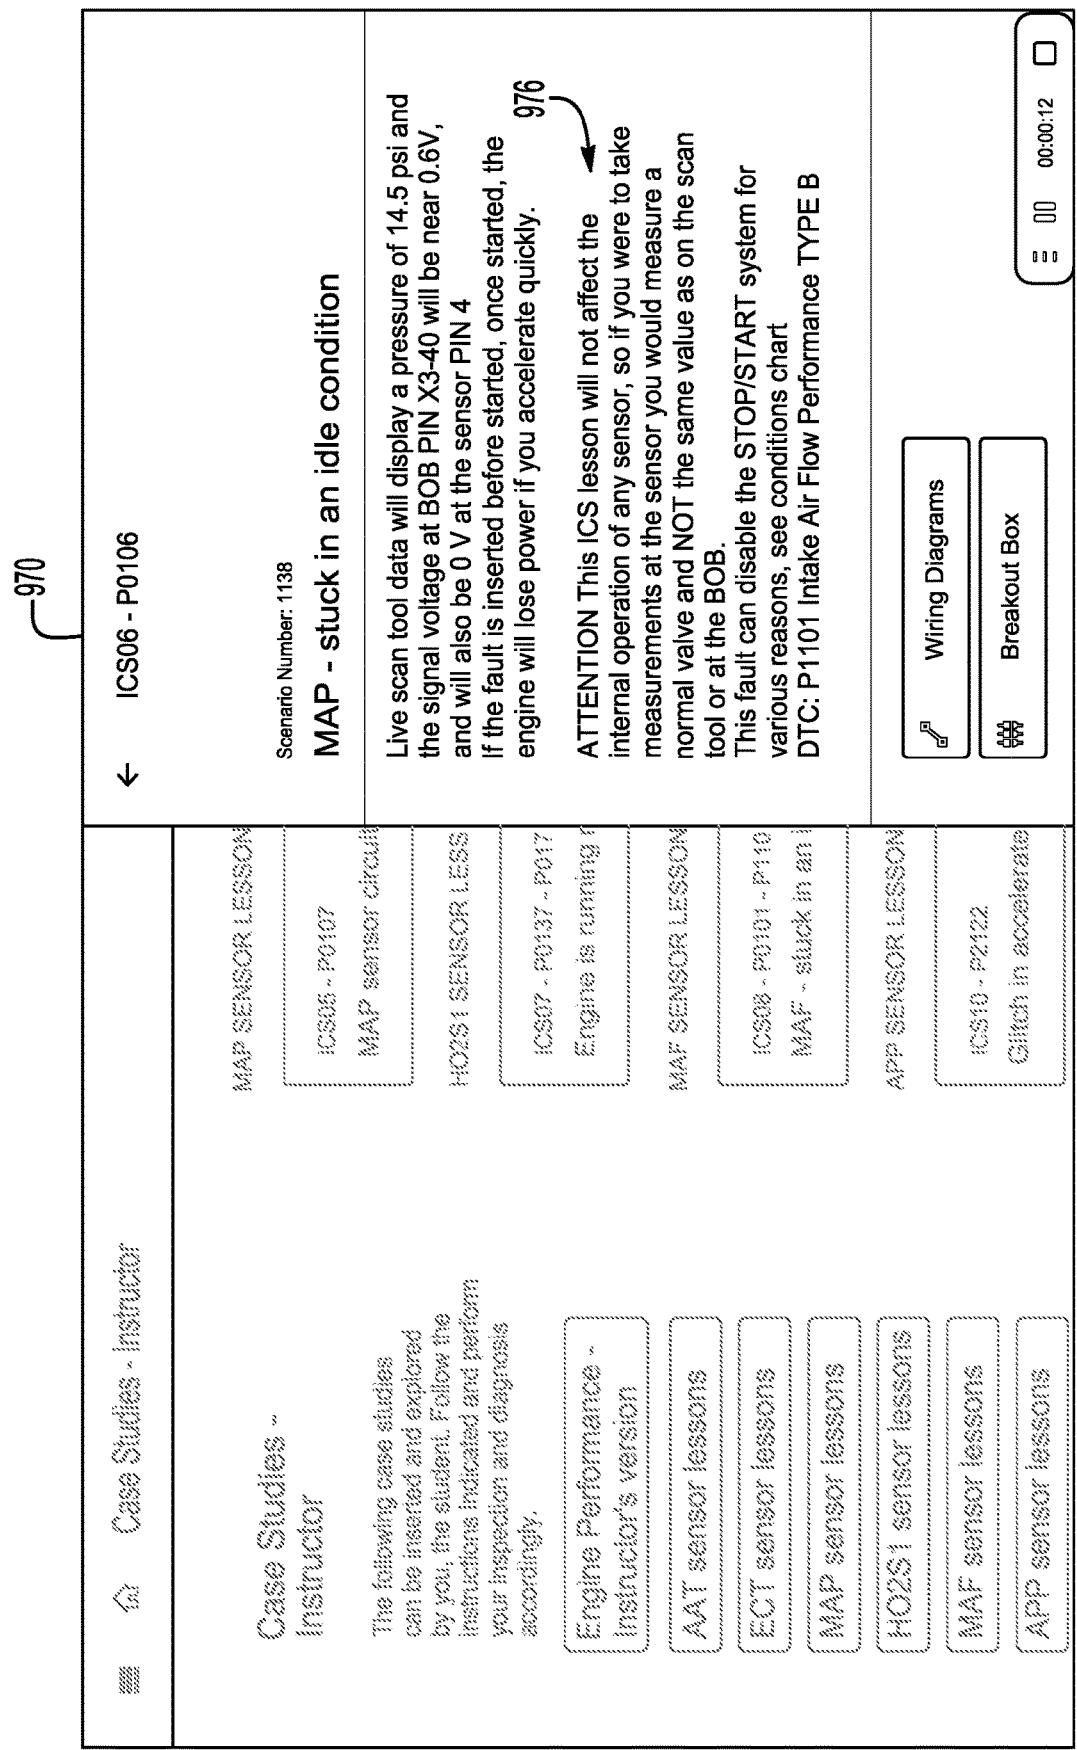 970
Case Studies - Instructor
Case Studies -
Instructor
The following case studies
can be inserted and explored
by you, the student. Follow the
instructions indicated and perform
your inspection and diagnosis
accordingly.
Engine Performance -
Instructor's version
AAT sensor lessons
ECT sensor lessons
MAP sensor lessons
HO2S1 sensor lessons
MAF sensor lessons
APP sensor lessons
MAP SENSOR LESSON
ICS05 - P0107
MAP sensor circuit
HO2S1 SENSOR LESS
ICS07 - P0137 - P017
Engine is running r
MAF SENSOR LESSON
ICS08 - P0101 - P110
MAF - stuck in an i
APP SENSOR LESSON
ICS10 - P2122
Glitch in accelerate
← ICS06 - P0106
Scenario Number: 1138
MAP - stuck in an idle condition
Live scan tool data will display a pressure of 14.5 psi and
the signal voltage at BOB PIN X3-40 will be near 0.6V,
and will also be 0 V at the sensor PIN 4
If the fault is inserted before started, once started, the
engine will lose power if you accelerate quickly.
976
ATTENTION This ICS lesson will not affect the
internal operation of any sensor, so if you were to take
measurements at the sensor you would measure a
normal valve and NOT the same value as on the scan
tool or at the BOB.
This fault can disable the STOP/START system for
various reasons, see conditions chart
DTC: P1101 Intake Air Flow Performance TYPE B
Wiring Diagrams
Breakout Box
00:00:12